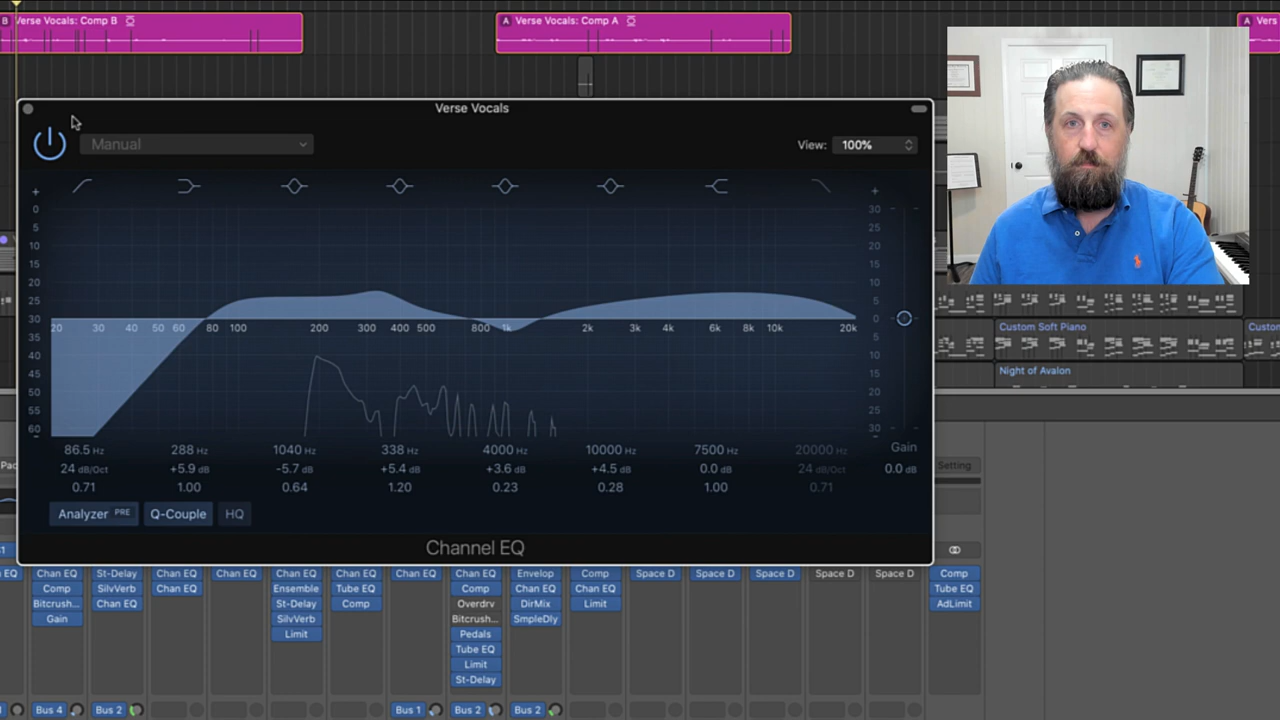 B Verse Vocals: Comp B
A Verse Vocals: Comp A
A Vers
Verse Vocals
Manual
View: 100%
+ +
0 30
5 25
10 20
15 15
20 10
25 5
30 20 30 40 50 60 80 100 200 300 400 500 800 1k 2k 3k 4k 6k 8k 10k 20k 0
35 5
40 10
45 15
50 20
55 25
60 30
- -
86.5 Hz 288 Hz 1040 Hz 338 Hz 4000 Hz 10000 Hz 7500 Hz 20000 Hz Gain
24 dB/Oct +5.9 dB -5.7 dB +5.4 dB +3.6 dB +4.5 dB 0.0 dB 24 dB/Oct 0.0 dB
0.71 1.00 0.64 1.20 0.23 0.28 1.00 0.71
Analyzer PRE Q-Couple HQ
Channel EQ
Custom Soft Piano Custo
Night of Avalon
Setting
EQ Chan EQ St-Delay Chan EQ Chan EQ Chan EQ Chan EQ Chan EQ Chan EQ Envelop Comp Space D Space D Space D Space D Space D Comp
Comp SilvVerb Chan EQ Ensemble Tube EQ Comp Chan EQ Chan EQ Tube EQ
Bitcrush... Chan EQ St-Delay Comp Overdrv DirMix Limit AdLimit
Gain SilvVerb Bitcrush... SmpleDly
Limit Pedals
Tube EQ
Limit
St-Delay
Bus 4 Bus 2 Bus 1 Bus 2 Bus 2